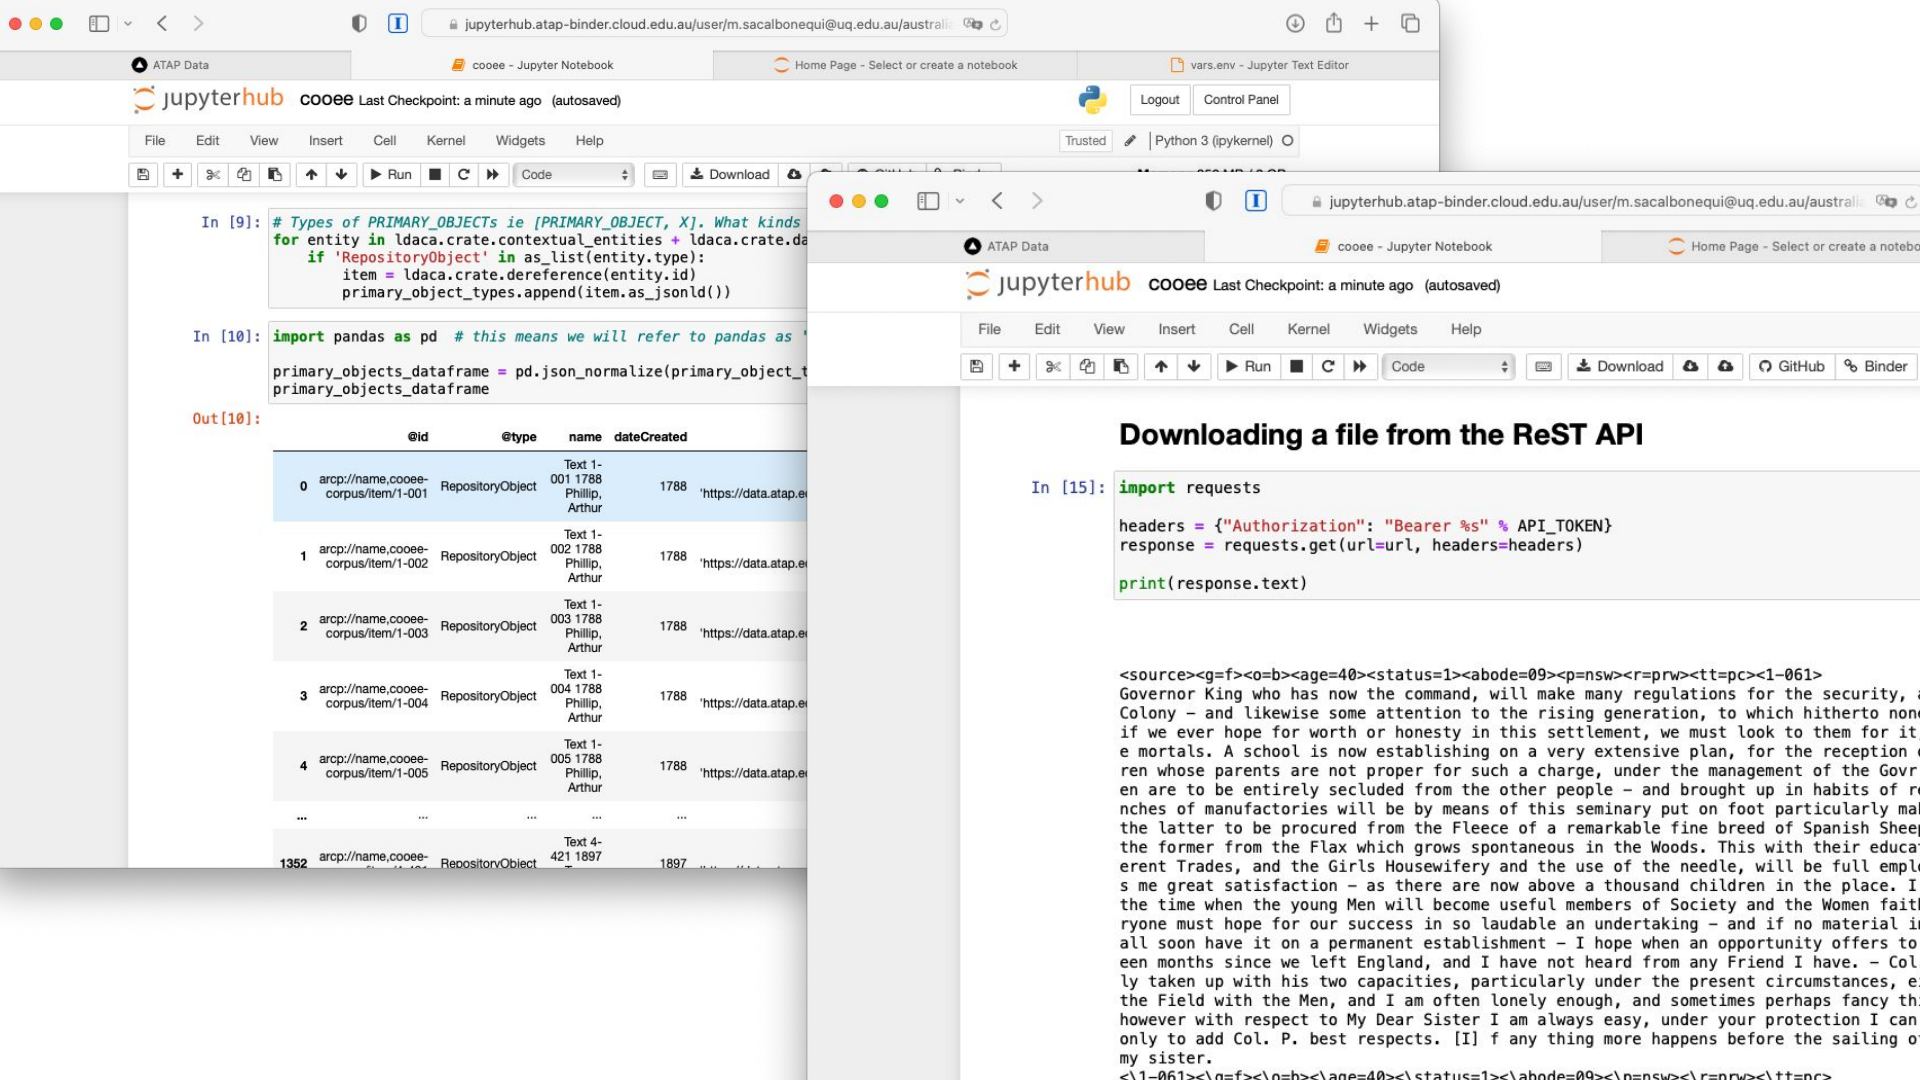 jupyterhub.atap-binder.cloud.edu.au/user/m.sacalbonequi@uq.edu.au/australi
ATAP Data
cooee - Jupyter Notebook
Home Page - Select or create a notebook
vars.env - Jupyter Text Editor
jupyterhub cooee Last Checkpoint: a minute ago (autosaved)
Logout Control Panel
File Edit View Insert Cell Kernel Widgets Help
Trusted Python 3 (ipykernel)
Run Code Download
In [9]: # Types of PRIMARY_OBJECTs ie [PRIMARY_OBJECT, X]. What kinds
for entity in ldaca.crate.contextual_entities + ldaca.crate.da
if 'RepositoryObject' in as_list(entity.type):
item = ldaca.crate.dereference(entity.id)
primary_object_types.append(item.as_jsonld())
In [10]: import pandas as pd # this means we will refer to pandas as '
primary_objects_dataframe = pd.json_normalize(primary_object_t
primary_objects_dataframe
Out[10]:
@id @type name dateCreated
0 arcp://name,cooee-corpus/item/1-001 RepositoryObject Text 1-001 1788 Phillip, Arthur 1788 'https://data.atap.e
1 arcp://name,cooee-corpus/item/1-002 RepositoryObject Text 1-002 1788 Phillip, Arthur 1788 'https://data.atap.e
2 arcp://name,cooee-corpus/item/1-003 RepositoryObject Text 1-003 1788 Phillip, Arthur 1788 'https://data.atap.e
3 arcp://name,cooee-corpus/item/1-004 RepositoryObject Text 1-004 1788 Phillip, Arthur 1788 'https://data.atap.e
4 arcp://name,cooee-corpus/item/1-005 RepositoryObject Text 1-005 1788 Phillip, Arthur 1788 'https://data.atap.e
... ... ... ... ...
1352 arcp://name,cooee- RepositoryObject Text 4-421 1897 1897
jupyterhub.atap-binder.cloud.edu.au/user/m.sacalbonequi@uq.edu.au/australi
ATAP Data
cooee - Jupyter Notebook
Home Page - Select or create a notebo
jupyterhub cooee Last Checkpoint: a minute ago (autosaved)
File Edit View Insert Cell Kernel Widgets Help
Run Code Download GitHub Binder
Downloading a file from the ReST API
In [15]: import requests
headers = {"Authorization": "Bearer %s" % API_TOKEN}
response = requests.get(url=url, headers=headers)
print(response.text)
<source><g=f><o=b><age=40><status=1><abode=09><p=nsw><r=prw><tt=pc><1-061>
Governor King who has now the command, will make many regulations for the security, a
Colony – and likewise some attention to the rising generation, to which hitherto none
if we ever hope for worth or honesty in this settlement, we must look to them for it,
e mortals. A school is now establishing on a very extensive plan, for the reception o
ren whose parents are not proper for such a charge, under the management of the Govr
en are to be entirely secluded from the other people – and brought up in habits of re
nches of manufactories will be by means of this seminary put on foot particularly mak
the latter to be procured from the Fleece of a remarkable fine breed of Spanish Sheep
the former from the Flax which grows spontaneous in the Woods. This with their educat
erent Trades, and the Girls Housewifery and the use of the needle, will be full emplo
s me great satisfaction – as there are now above a thousand children in the place. I
the time when the young Men will become useful members of Society and the Women faith
ryone must hope for our success in so laudable an undertaking – and if no material in
all soon have it on a permanent establishment – I hope when an opportunity offers to
een months since we left England, and I have not heard from any Friend I have. – Col
ly taken up with his two capacities, particularly under the present circumstances, e
the Field with the Men, and I am often lonely enough, and sometimes perhaps fancy thi
however with respect to My Dear Sister I am always easy, under your protection I can
only to add Col. P. best respects. [I] f any thing more happens before the sailing o
my sister.
<\1-061><\g=f><\o=b><\age=40><\status=1><\abode=09><\p=nsw><\r=prw><\tt=pc>